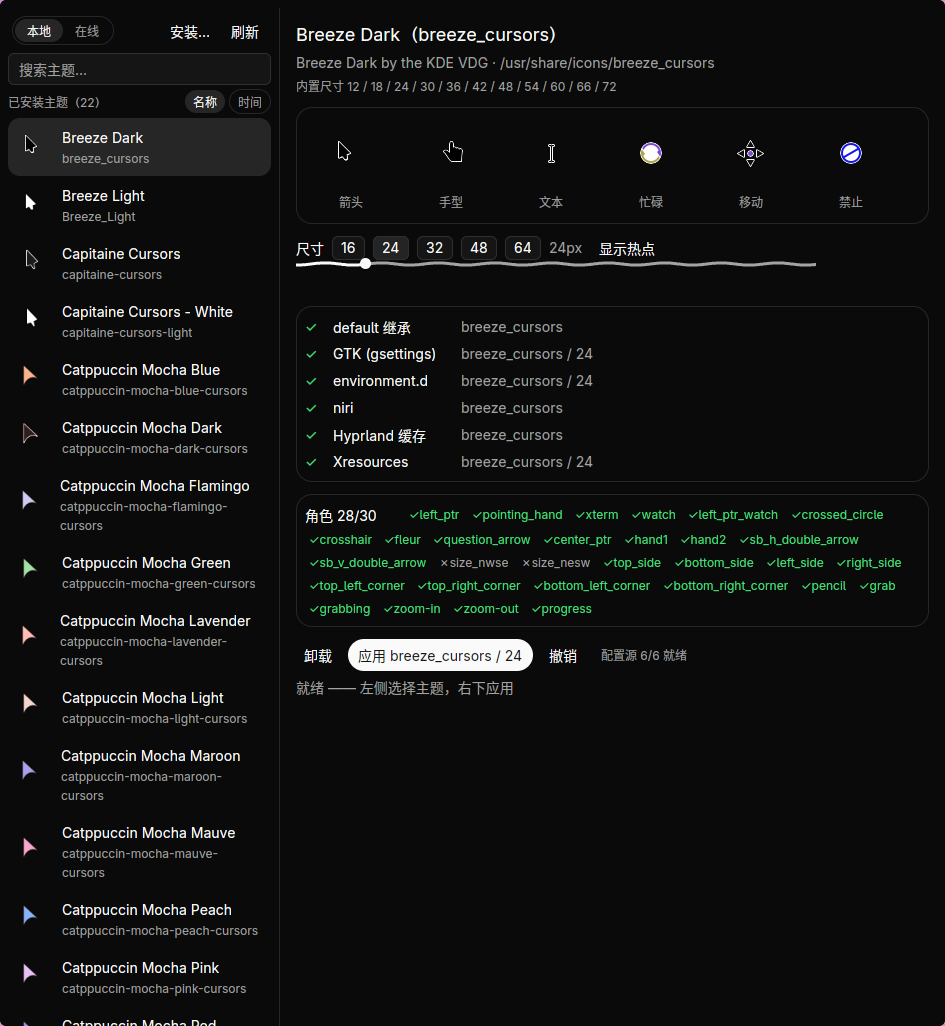 本地 在线 安装... 刷新
搜索主题...
已安装主题（22） 名称 时间
Breeze Dark
breeze_cursors
Breeze Light
Breeze_Light
Capitaine Cursors
capitaine-cursors
Capitaine Cursors - White
capitaine-cursors-light
Catppuccin Mocha Blue
catppuccin-mocha-blue-cursors
Catppuccin Mocha Dark
catppuccin-mocha-dark-cursors
Catppuccin Mocha Flamingo
catppuccin-mocha-flamingo-
cursors
Catppuccin Mocha Green
catppuccin-mocha-green-cursors
Catppuccin Mocha Lavender
catppuccin-mocha-lavender-
cursors
Catppuccin Mocha Light
catppuccin-mocha-light-cursors
Catppuccin Mocha Maroon
catppuccin-mocha-maroon-
cursors
Catppuccin Mocha Mauve
catppuccin-mocha-mauve-
cursors
Catppuccin Mocha Peach
catppuccin-mocha-peach-cursors
Catppuccin Mocha Pink
catppuccin-mocha-pink-cursors
Catppuccin Mocha Red
Breeze Dark（breeze_cursors）
Breeze Dark by the KDE VDG · /usr/share/icons/breeze_cursors
内置尺寸 12 / 18 / 24 / 30 / 36 / 42 / 48 / 54 / 60 / 66 / 72
箭头 手型 文本 忙碌 移动 禁止
尺寸 16 24 32 48 64 24px 显示热点
✓ default 继承 breeze_cursors
✓ GTK (gsettings) breeze_cursors / 24
✓ environment.d breeze_cursors / 24
✓ niri breeze_cursors
✓ Hyprland 缓存 breeze_cursors
✓ Xresources breeze_cursors / 24
角色 28/30 ✓left_ptr ✓pointing_hand ✓xterm ✓watch ✓left_ptr_watch ✓crossed_circle
✓crosshair ✓fleur ✓question_arrow ✓center_ptr ✓hand1 ✓hand2 ✓sb_h_double_arrow
✓sb_v_double_arrow ×size_nwse ×size_nesw ✓top_side ✓bottom_side ✓left_side ✓right_side
✓top_left_corner ✓top_right_corner ✓bottom_left_corner ✓bottom_right_corner ✓pencil ✓grab
✓grabbing ✓zoom-in ✓zoom-out ✓progress
卸载 应用 breeze_cursors / 24 撤销 配置源 6/6 就绪
就绪 —— 左侧选择主题，右下应用